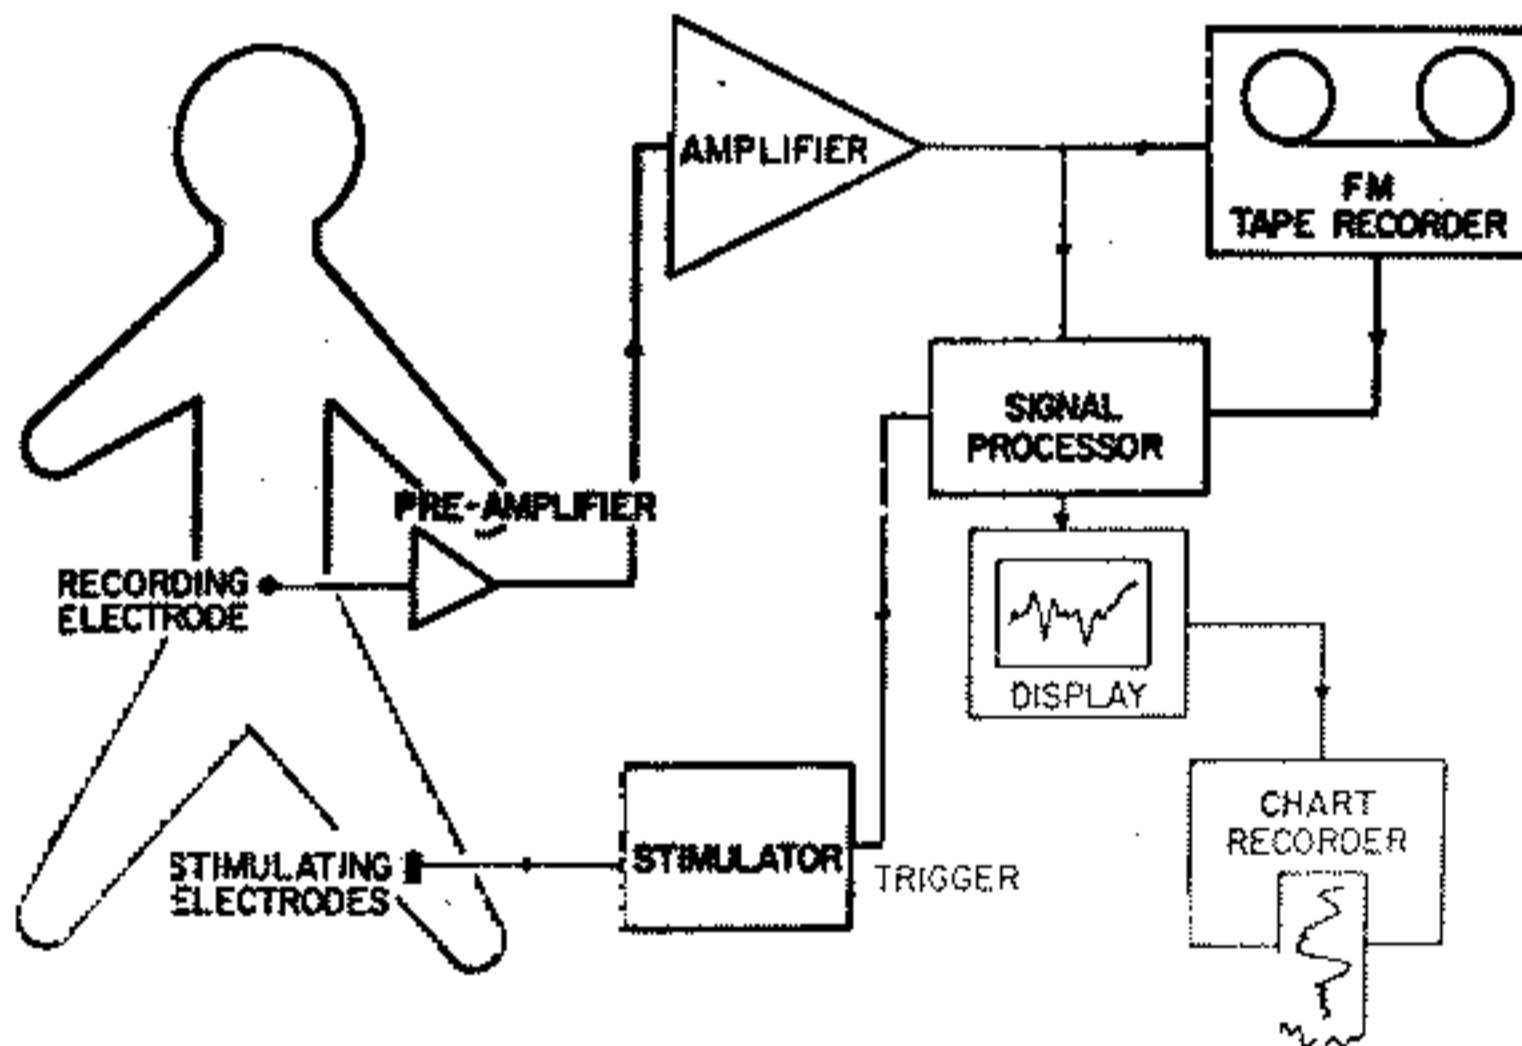 AMPLIFIER
FM
TAPE RECORDER
SIGNAL
PROCESSOR
PRE-AMPLIFIER
RECORDING
ELECTRODE
DISPLAY
CHART
RECORDER
STIMULATING
ELECTRODES
STIMULATOR
TRIGGER